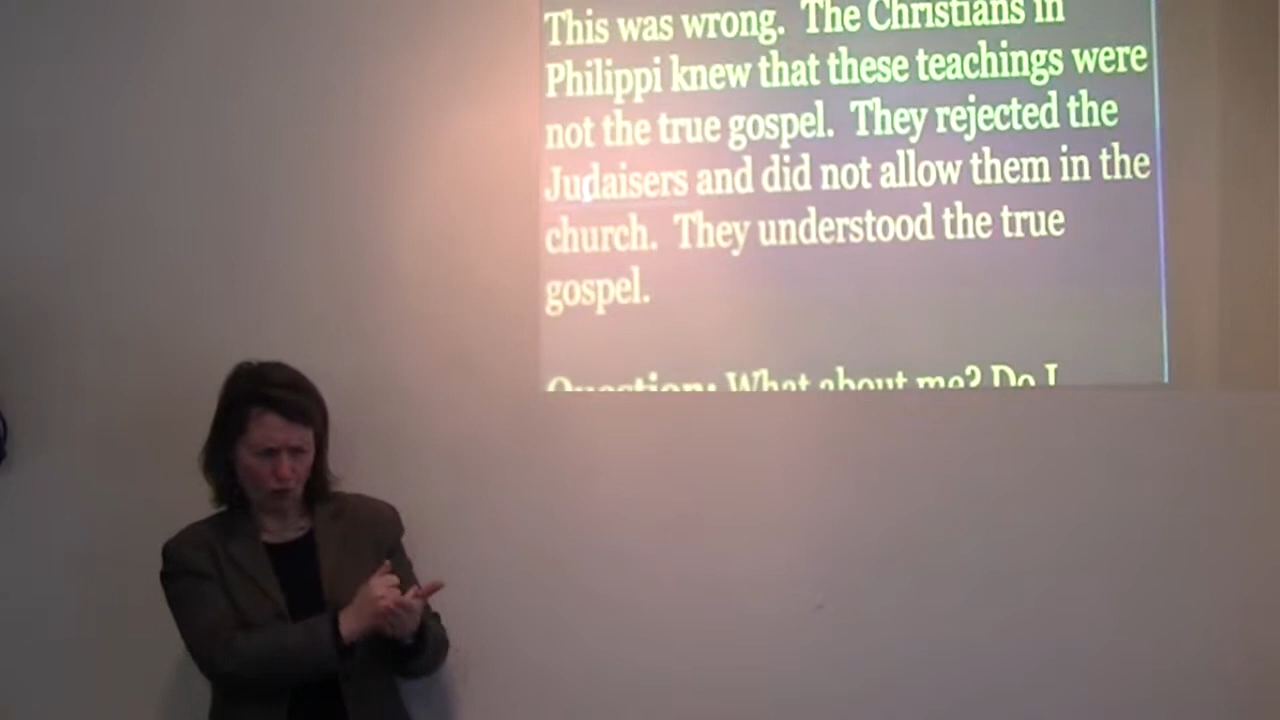 This was wrong. The Christians in
Philippi knew that these teachings were
not the true gospel. They rejected the
Judaisers and did not allow them in the
church. They understood the true
gospel.
Question: What about me? Do I